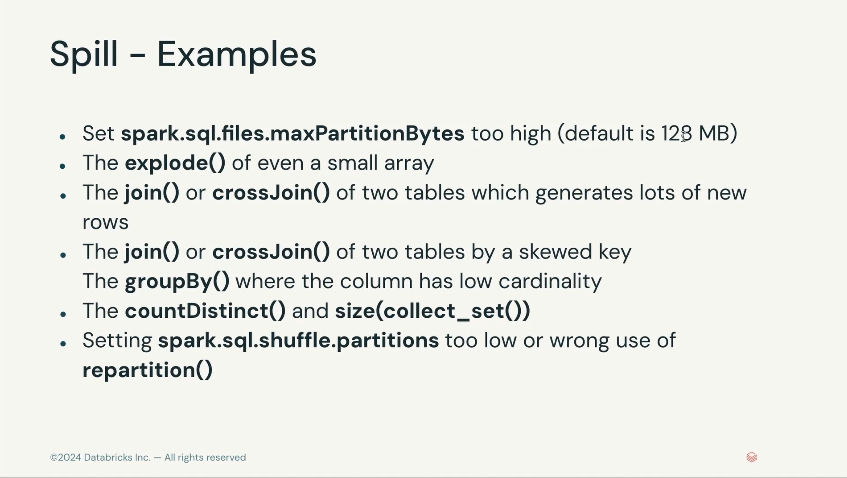 Spill - Examples
• Set spark.sql.files.maxPartitionBytes too high (default is 128 MB)
• The explode() of even a small array
• The join() or crossJoin() of two tables which generates lots of new
rows
• The join() or crossJoin() of two tables by a skewed key
The groupBy() where the column has low cardinality
• The countDistinct() and size(collect_set())
• Setting spark.sql.shuffle.partitions too low or wrong use of
repartition()
©2024 Databricks Inc. — All rights reserved